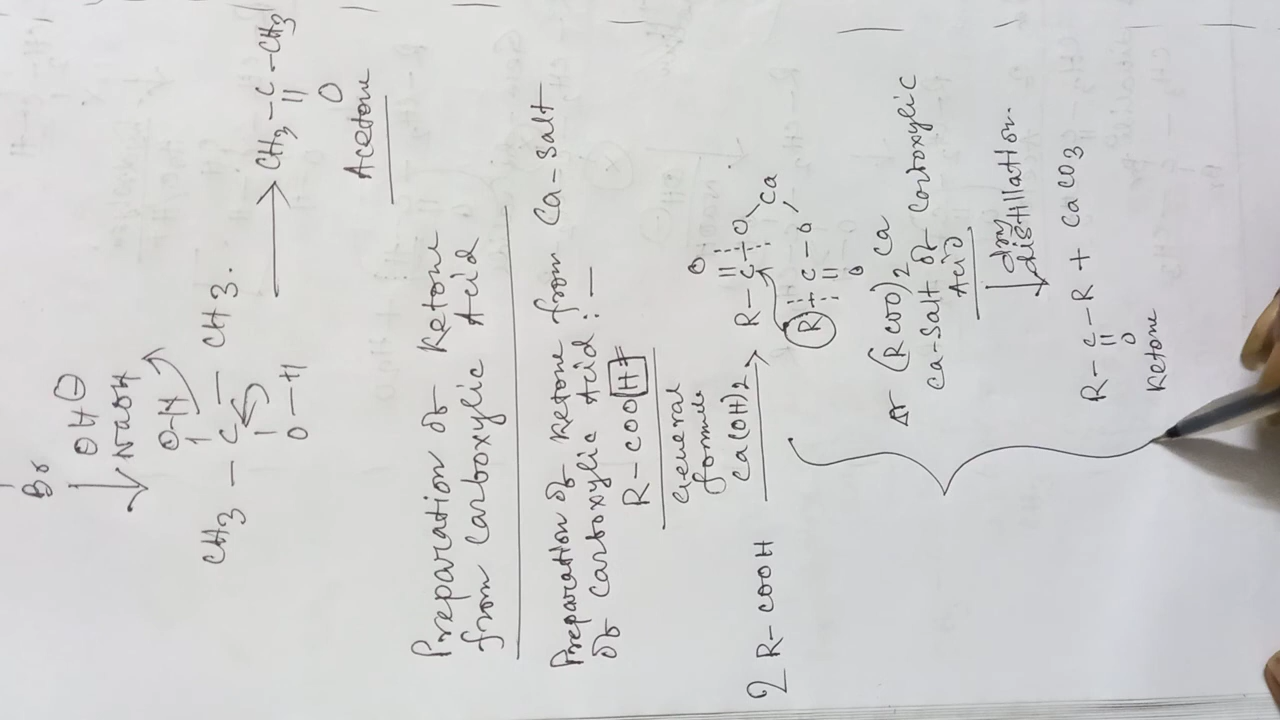 Br
OH⊖
NaOH
O-H
CH3 — C — CH3. ⟶ CH3 — C — CH3
O — H
O
Acetone
Preparation of Ketone
from Carboxylic Acid
Preparation of Ketone from Ca-salt
of Carboxylic Acid : —
R-COOH
General
formula
2 R-COOH
Ca(OH)2
O
R — C — O
Ca
R — C — O
O
or (RCOO)2 Ca
Ca-salt of carboxylic
Acid
dry
distillation.
R — C — R + CaCO3
O
Ketone